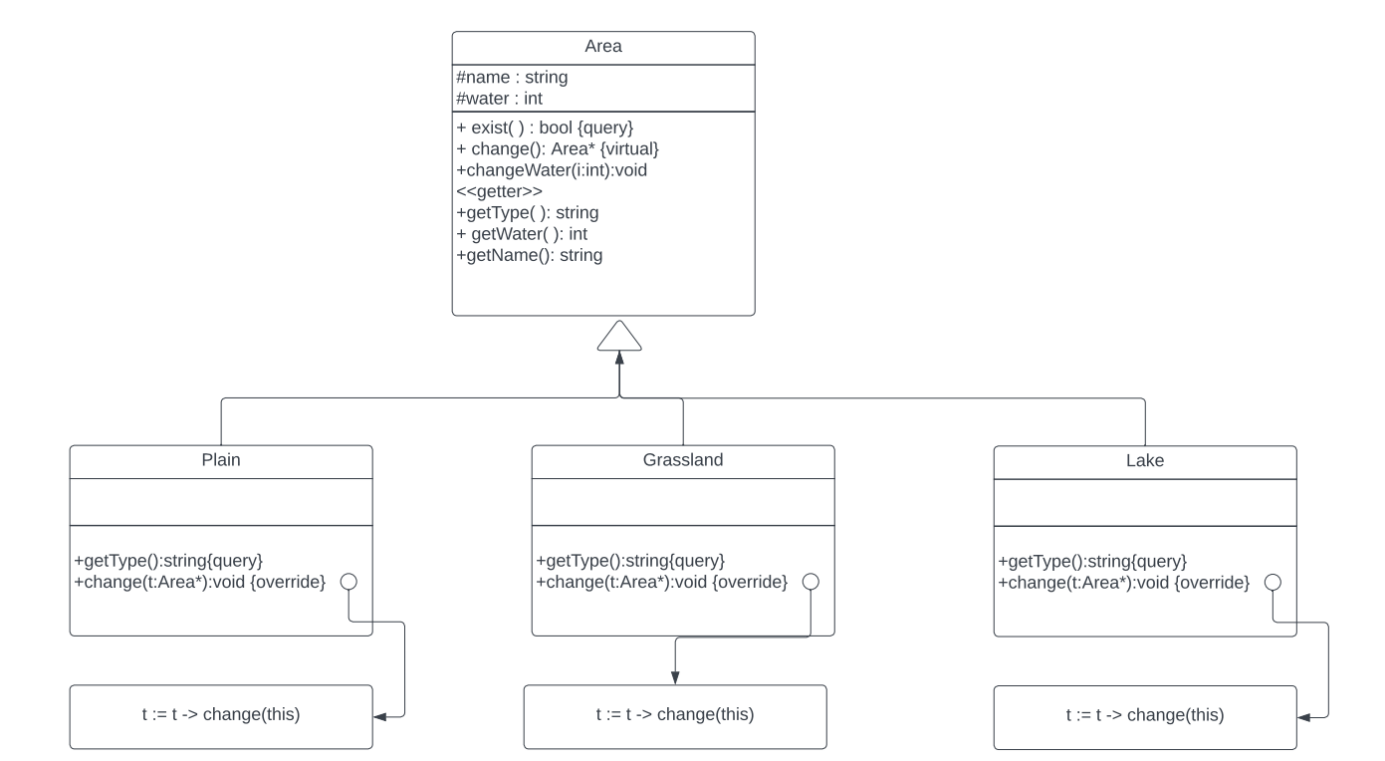 Area
#name : string
#water : int
+ exist( ) : bool {query}
+ change(): Area* {virtual}
+changeWater(i:int):void
<<getter>>
+getType( ): string
+ getWater( ): int
+getName(): string
Plain
+getType():string{query}
+change(t:Area*):void {override}
t := t -> change(this)
Grassland
+getType():string{query}
+change(t:Area*):void {override}
t := t -> change(this)
Lake
+getType():string{query}
+change(t:Area*):void {override}
t := t -> change(this)